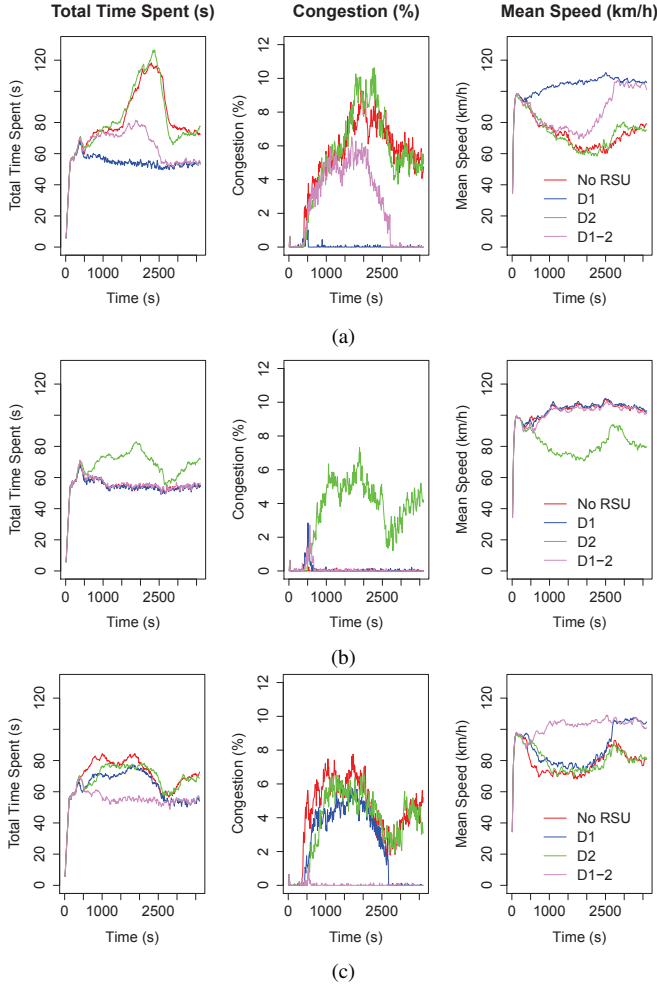 Total Time Spent (s) Congestion (%) Mean Speed (km/h)
Total Time Spent (s)
0 20 40 60 80 120
0 1000 2500
Time (s)
Congestion (%)
0 2 4 6 8 10 12
0 1000 2500
Time (s)
Mean Speed (km/h)
0 20 40 60 80 120
No RSU
D1
D2
D1−2
0 1000 2500
Time (s)
(a)
Total Time Spent (s)
0 20 40 60 80 120
0 1000 2500
Time (s)
Congestion (%)
0 2 4 6 8 10 12
0 1000 2500
Time (s)
Mean Speed (km/h)
0 20 40 60 80 120
No RSU
D1
D2
D1−2
0 1000 2500
Time (s)
(b)
Total Time Spent (s)
0 20 40 60 80 120
0 1000 2500
Time (s)
Congestion (%)
0 2 4 6 8 10 12
0 1000 2500
Time (s)
Mean Speed (km/h)
0 20 40 60 80 120
No RSU
D1
D2
D1−2
0 1000 2500
Time (s)
(c)